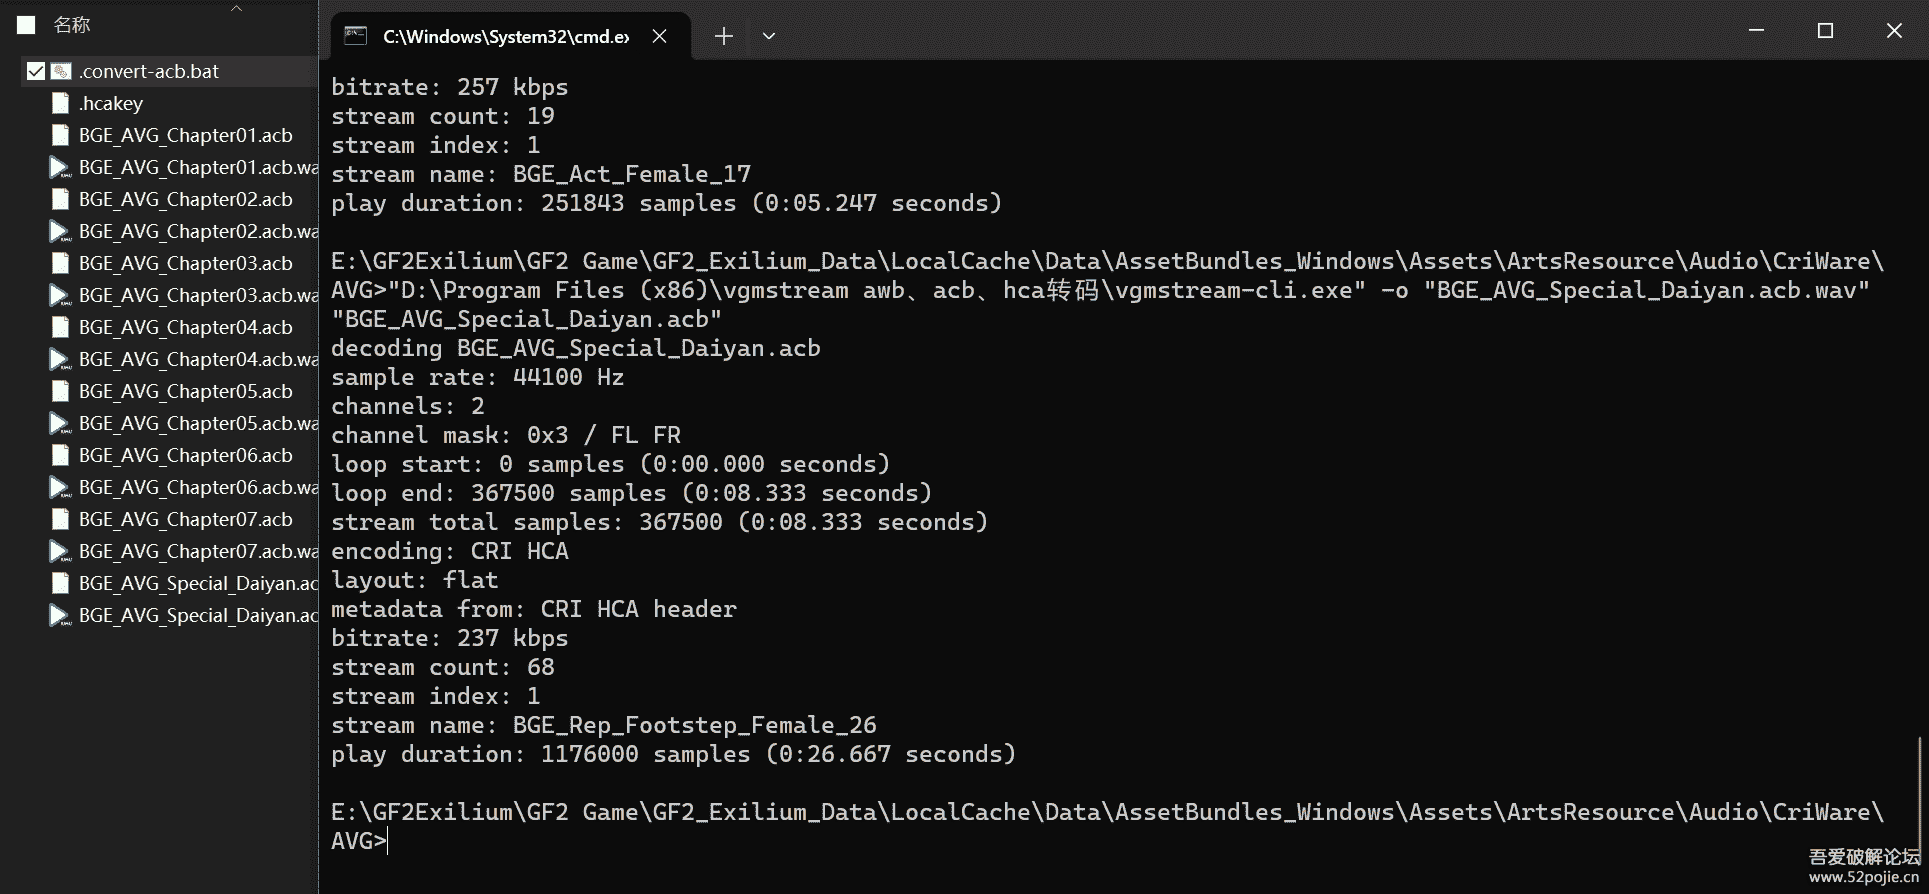 名称
.convert-acb.bat
.hcakey
BGE_AVG_Chapter01.acb
BGE_AVG_Chapter01.acb.wa
BGE_AVG_Chapter02.acb
BGE_AVG_Chapter02.acb.wa
BGE_AVG_Chapter03.acb
BGE_AVG_Chapter03.acb.wa
BGE_AVG_Chapter04.acb
BGE_AVG_Chapter04.acb.wa
BGE_AVG_Chapter05.acb
BGE_AVG_Chapter05.acb.wa
BGE_AVG_Chapter06.acb
BGE_AVG_Chapter06.acb.wa
BGE_AVG_Chapter07.acb
BGE_AVG_Chapter07.acb.wa
BGE_AVG_Special_Daiyan.ac
BGE_AVG_Special_Daiyan.ac
C:\Windows\System32\cmd.ex
bitrate: 257 kbps
stream count: 19
stream index: 1
stream name: BGE_Act_Female_17
play duration: 251843 samples (0:05.247 seconds)
E:\GF2Exilium\GF2 Game\GF2_Exilium_Data\LocalCache\Data\AssetBundles_Windows\Assets\ArtsResource\Audio\CriWare\
AVG>"D:\Program Files (x86)\vgmstream awb、acb、hca转码\vgmstream-cli.exe" -o "BGE_AVG_Special_Daiyan.acb.wav"
"BGE_AVG_Special_Daiyan.acb"
decoding BGE_AVG_Special_Daiyan.acb
sample rate: 44100 Hz
channels: 2
channel mask: 0x3 / FL FR
loop start: 0 samples (0:00.000 seconds)
loop end: 367500 samples (0:08.333 seconds)
stream total samples: 367500 (0:08.333 seconds)
encoding: CRI HCA
layout: flat
metadata from: CRI HCA header
bitrate: 237 kbps
stream count: 68
stream index: 1
stream name: BGE_Rep_Footstep_Female_26
play duration: 1176000 samples (0:26.667 seconds)
E:\GF2Exilium\GF2 Game\GF2_Exilium_Data\LocalCache\Data\AssetBundles_Windows\Assets\ArtsResource\Audio\CriWare\
AVG>
吾爱破解论坛
www.52pojie.cn